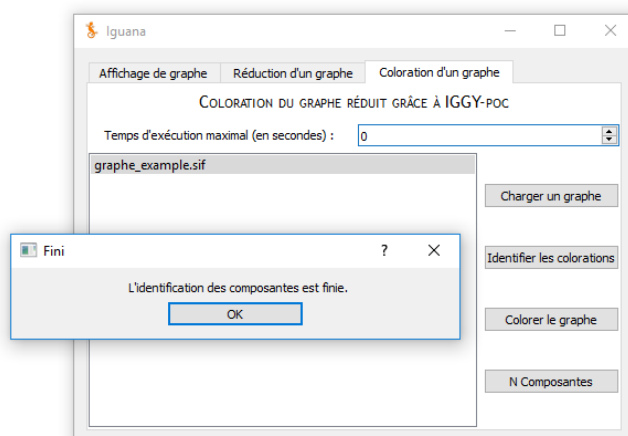 Iguana
Affichage de graphe
Réduction d'un graphe
Coloration d'un graphe
COLORATION DU GRAPHE RÉDUIT GRÂCE À IGGY-POC
Temps d'exécution maximal (en secondes) :
0
graphe_example.sif
Charger un graphe
Fini
?
L'identification des composantes est finie.
OK
Identifier les colorations
Colorer le graphe
N Composantes